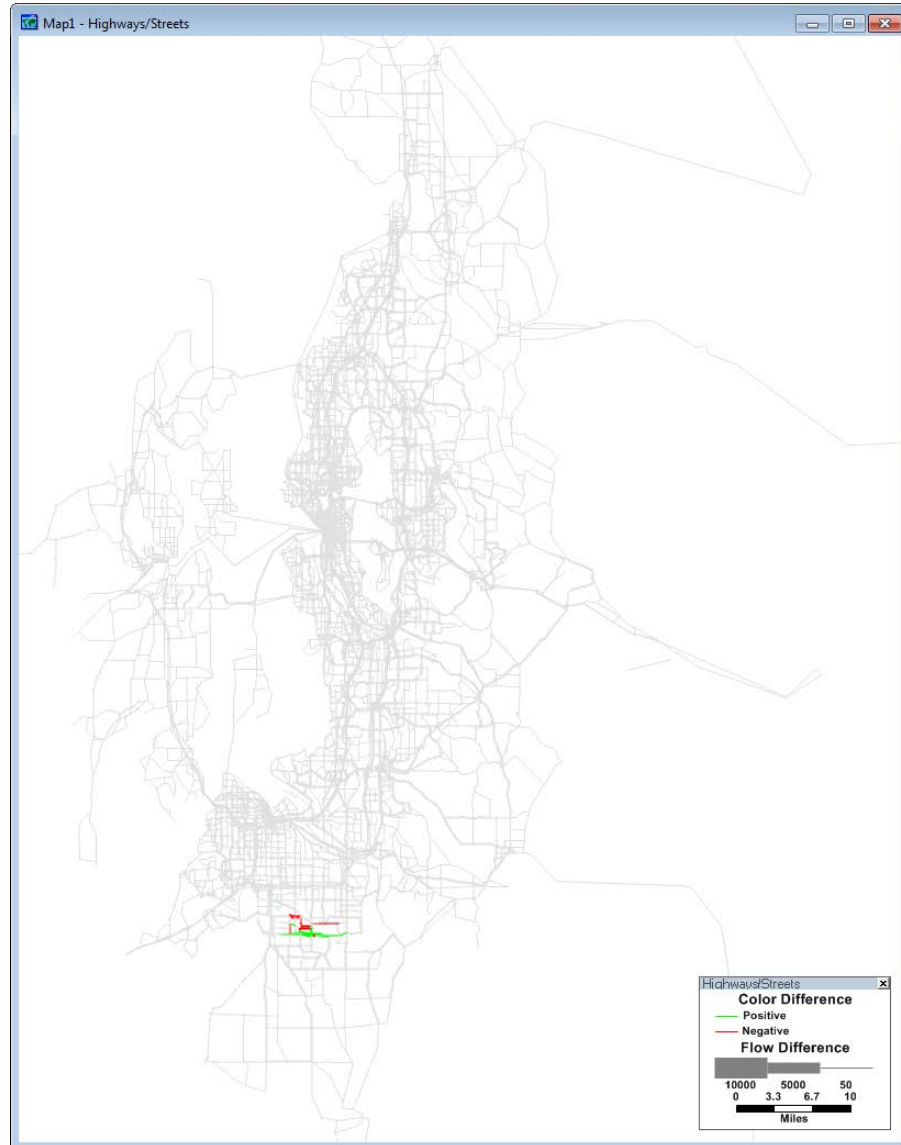 Map1 - Highways/Streets
Highways/Streets
Color Difference
Positive
Negative
Flow Difference
10000 5000 50
0 3.3 6.7 10
Miles